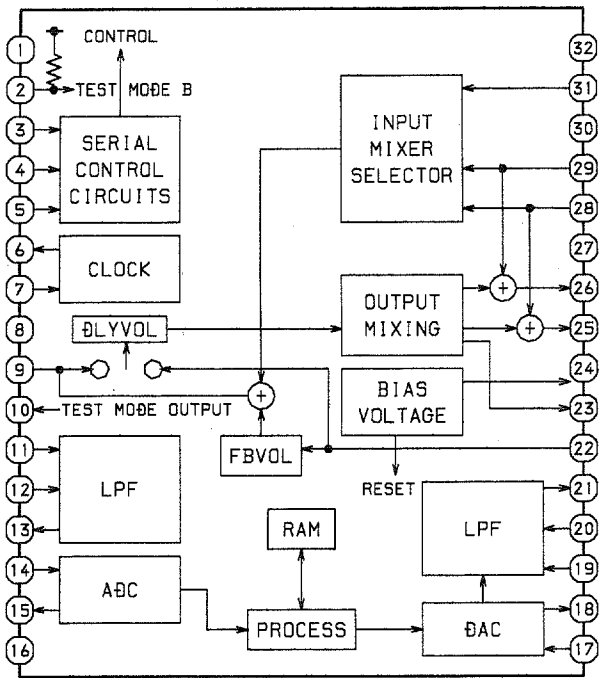 1
CONTROL
32
2
TEST MODE B
31
3
SERIAL
CONTROL
CIRCUITS
INPUT
MIXER
SELECTOR
30
4
29
5
28
6
CLOCK
27
7
OUTPUT
MIXING
+
26
8
DLYVOL
+
25
9
24
BIAS
VOLTAGE
+
10
TEST MODE OUTPUT
23
11
FBVOL
22
12
LPF
RESET
21
13
RAM
LPF
20
14
ADC
19
15
PROCESS
DAC
18
16
17